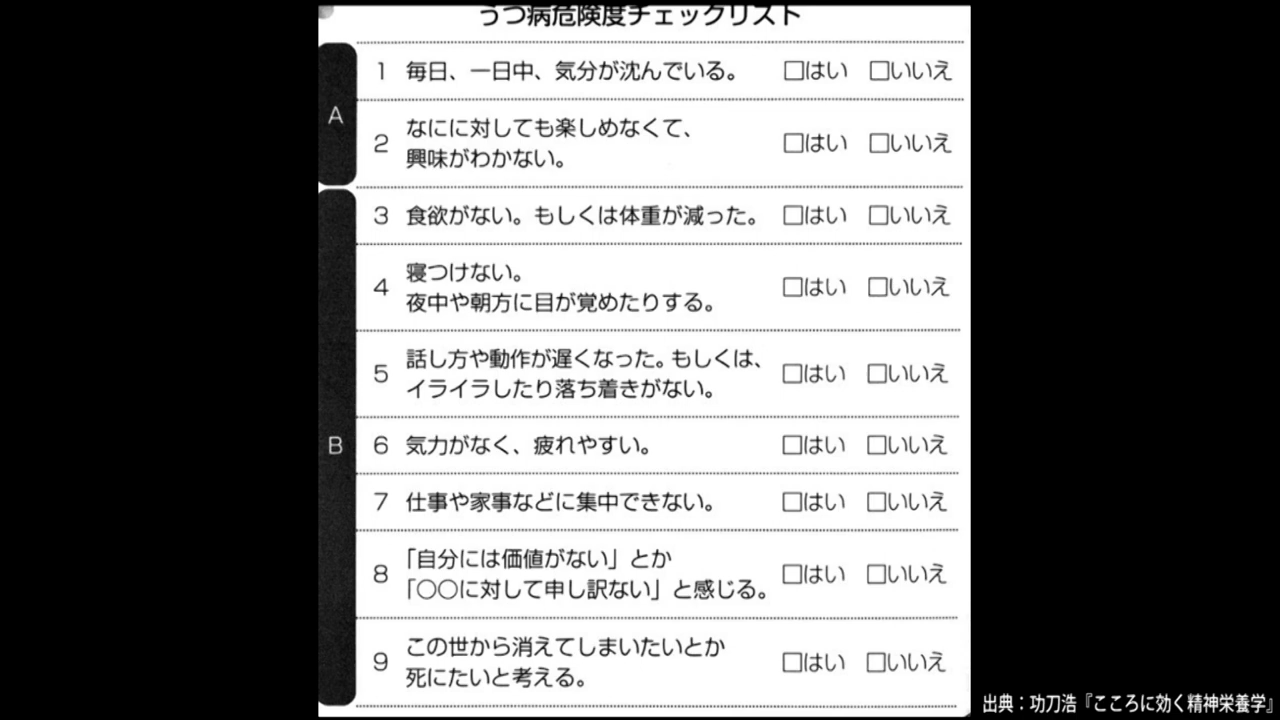 うつ病危険度チェックリスト
A
1 毎日、一日中、気分が沈んでいる。 □はい □いいえ
2 なにに対しても楽しめなくて、
興味がわかない。 □はい □いいえ
B
3 食欲がない。もしくは体重が減った。 □はい □いいえ
4 寝つけない。
夜中や朝方に目が覚めたりする。 □はい □いいえ
5 話し方や動作が遅くなった。もしくは、
イライラしたり落ち着きがない。 □はい □いいえ
6 気力がなく、疲れやすい。 □はい □いいえ
7 仕事や家事などに集中できない。 □はい □いいえ
8 「自分には価値がない」とか
「○○に対して申し訳ない」と感じる。 □はい □いいえ
9 この世から消えてしまいたいとか
死にたいと考える。 □はい □いいえ
出典：功刀浩『こころに効く精神栄養学』